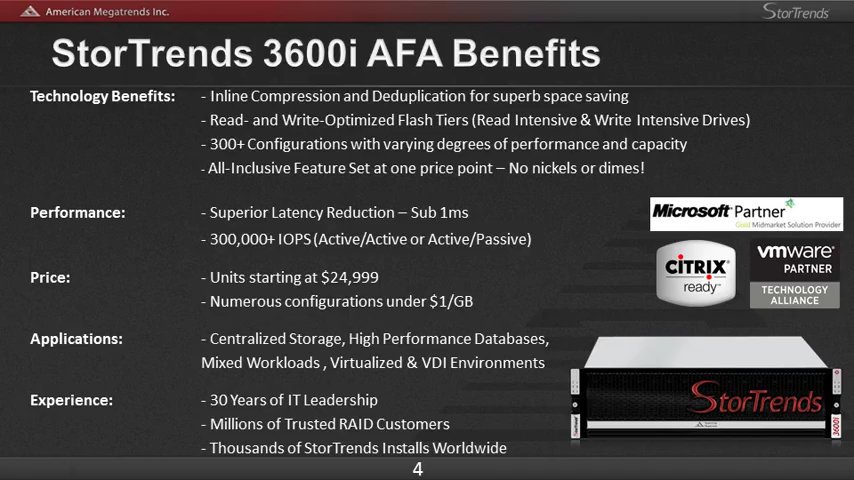 American Megatrends Inc.
StorTrends
StorTrends 3600i AFA Benefits
Technology Benefits: - Inline Compression and Deduplication for superb space saving
- Read- and Write-Optimized Flash Tiers (Read Intensive & Write Intensive Drives)
- 300+ Configurations with varying degrees of performance and capacity
- All-Inclusive Feature Set at one price point – No nickels or dimes!
Performance: - Superior Latency Reduction – Sub 1ms
- 300,000+ IOPS (Active/Active or Active/Passive)
Microsoft Partner
Gold Midmarket Solution Provider
Price: - Units starting at $24,999
- Numerous configurations under $1/GB
CITRIX
ready
vmware
PARTNER
TECHNOLOGY
ALLIANCE
Applications: - Centralized Storage, High Performance Databases,
Mixed Workloads , Virtualized & VDI Environments
Experience: - 30 Years of IT Leadership
- Millions of Trusted RAID Customers
- Thousands of StorTrends Installs Worldwide
StorTrends
3600i
4